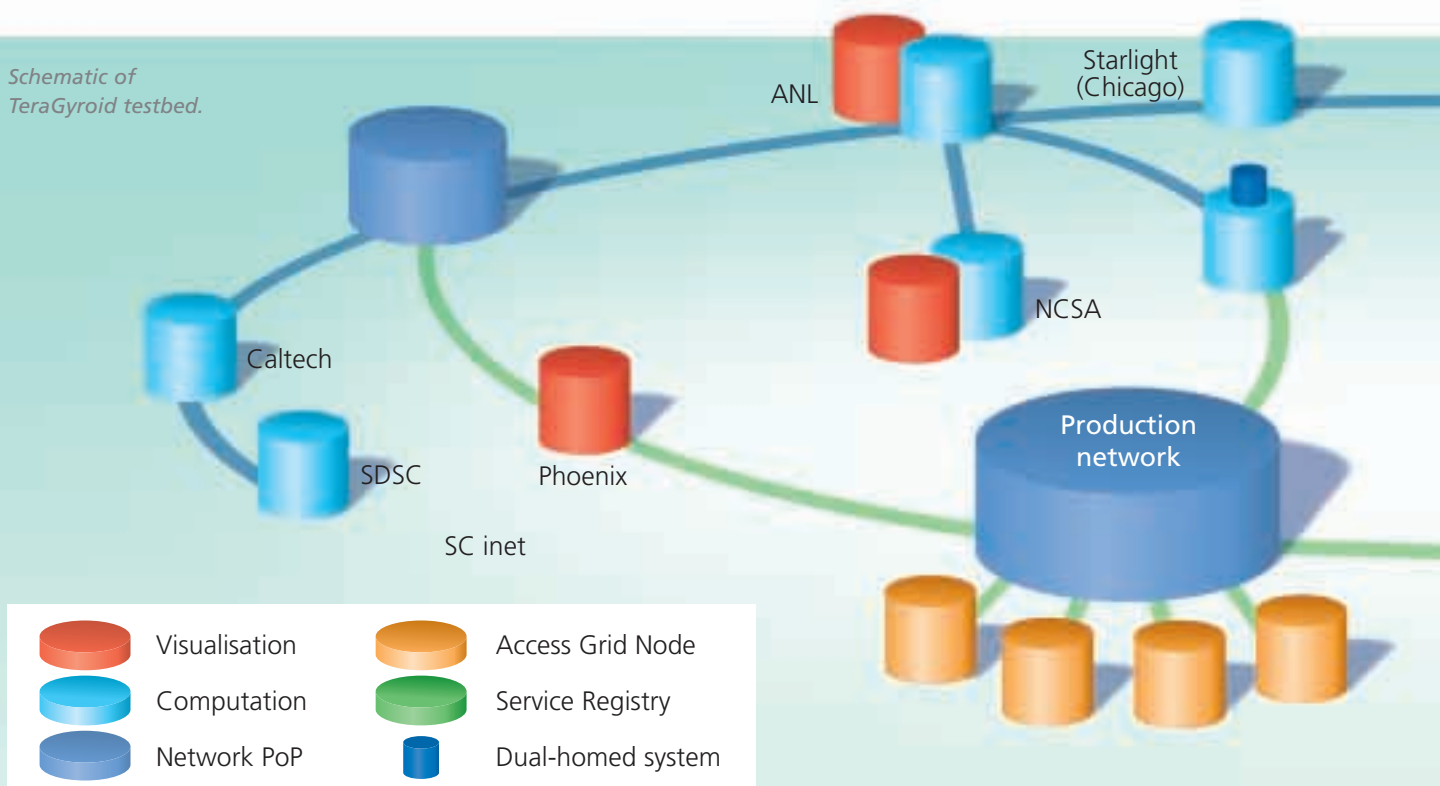 Schematic of
TeraGyroid testbed.
ANL
Starlight
(Chicago)
NCSA
Caltech
SDSC
Phoenix
Production
network
SC inet
Visualisation
Access Grid Node
Computation
Service Registry
Network PoP
Dual-homed system